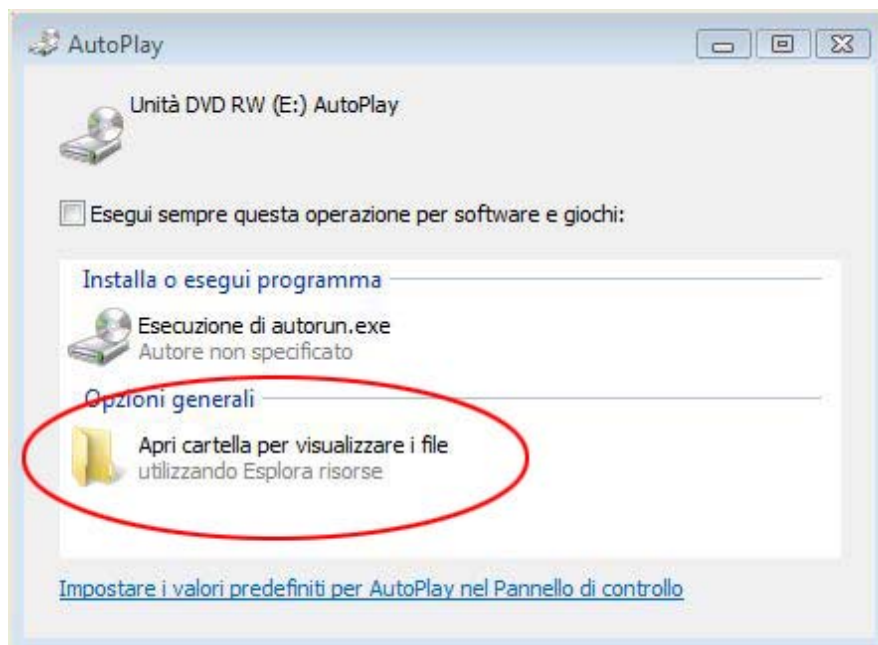 AutoPlay
Unità DVD RW (E:) AutoPlay
Esegui sempre questa operazione per software e giochi:
Installa o esegui programma
Esecuzione di autorun.exe
Autore non specificato
Opzioni generali
Apri cartella per visualizzare i file
utilizzando Esplora risorse
Impostare i valori predefiniti per AutoPlay nel Pannello di controllo